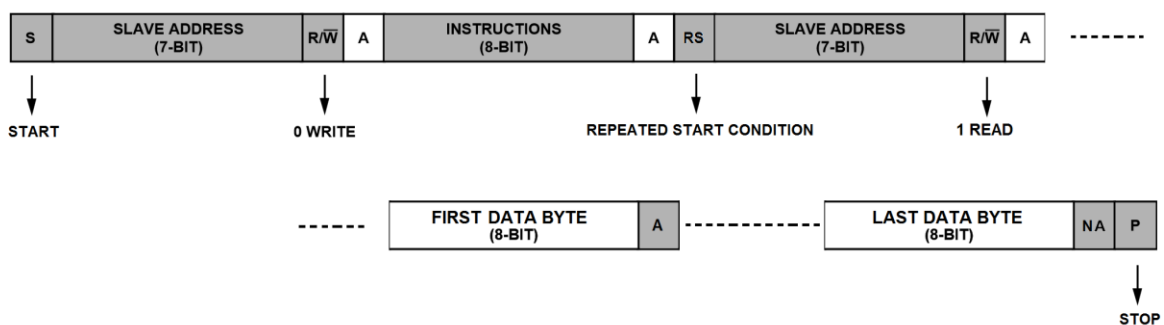 S SLAVE ADDRESS (7-BIT) R/W̅ A INSTRUCTIONS (8-BIT) A RS SLAVE ADDRESS (7-BIT) R/W̅ A
START 0 WRITE REPEATED START CONDITION 1 READ
FIRST DATA BYTE (8-BIT) A LAST DATA BYTE (8-BIT) NA P
STOP